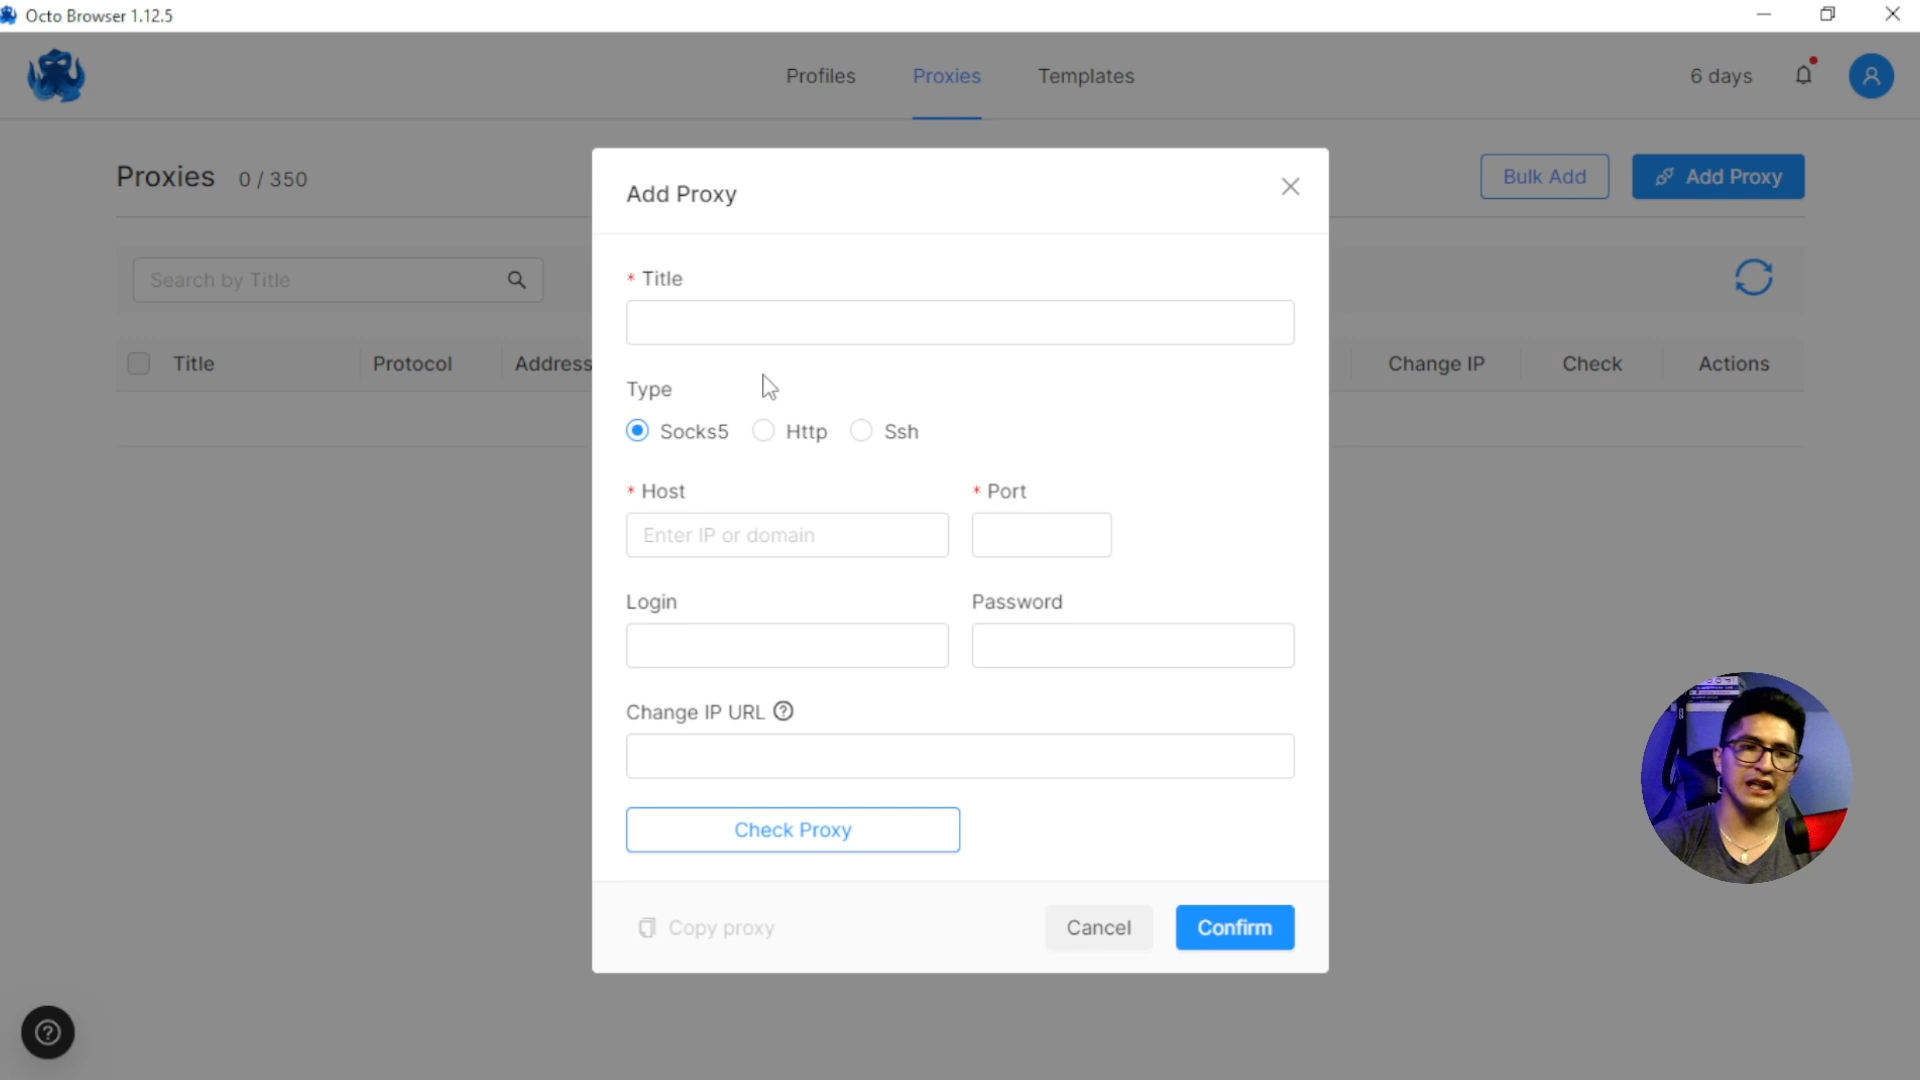 Octo Browser 1.12.5
Profiles Proxies Templates 6 days
Proxies 0 / 350 Bulk Add Add Proxy
Search by Title
Title Protocol Address Change IP Check Actions
Add Proxy
* Title
Type
Socks5 Http Ssh
* Host * Port
Enter IP or domain
Login Password
Change IP URL
Check Proxy
Copy proxy Cancel Confirm